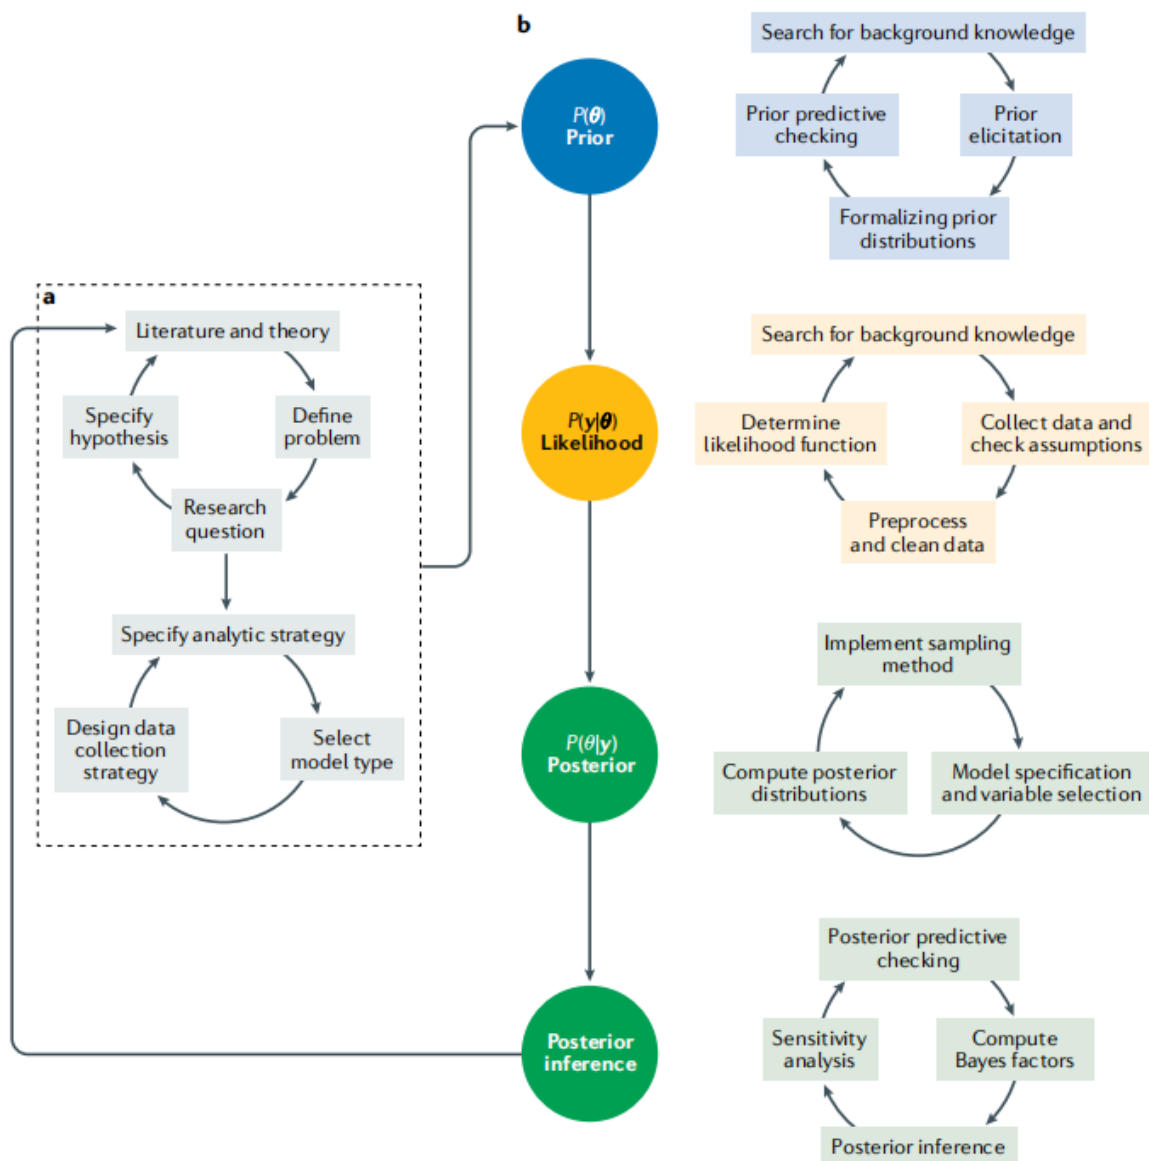 a
Literature and theory
Specify
hypothesis
Define
problem
Research
question
Specify analytic strategy
Design data
collection
strategy
Select
model type
b
P(θ)
Prior
Search for background knowledge
Prior predictive
checking
Prior
elicitation
Formalizing prior
distributions
P(y|θ)
Likelihood
Search for background knowledge
Determine
likelihood function
Collect data and
check assumptions
Preprocess
and clean data
P(θ|y)
Posterior
Implement sampling
method
Compute posterior
distributions
Model specification
and variable selection
Posterior
inference
Posterior predictive
checking
Sensitivity
analysis
Compute
Bayes factors
Posterior inference